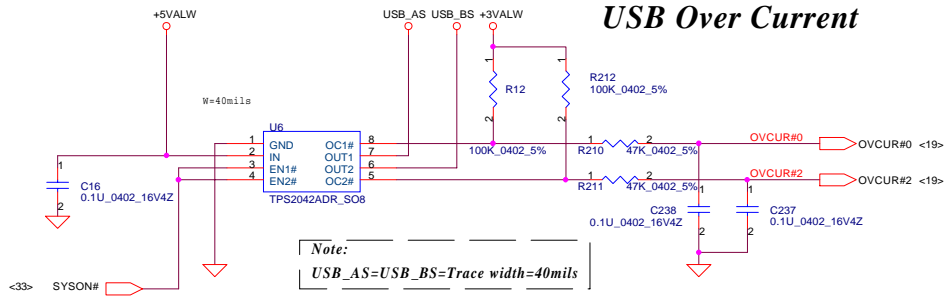 USB Over Current
+5VALW
USB_AS USB_BS +3VALW
1
1
R12
R212
100K_0402_5%
2
2
W=40mils
U6
1 GND OC1# 8
2 IN OUT1 7
3 EN1# OUT2 6
4 EN2# OC2# 5
TPS2042ADR_SO8
100K_0402_5%
R210 1 2 47K_0402_5%
OVCUR#0
OVCUR#0 <19>
R211 1 2 47K_0402_5%
OVCUR#2
OVCUR#2 <19>
1
C16
0.1U_0402_16V4Z
2
1
C238
0.1U_0402_16V4Z
2
1
C237
0.1U_0402_16V4Z
2
Note:
USB_AS=USB_BS=Trace width=40mils
<33> SYSON#